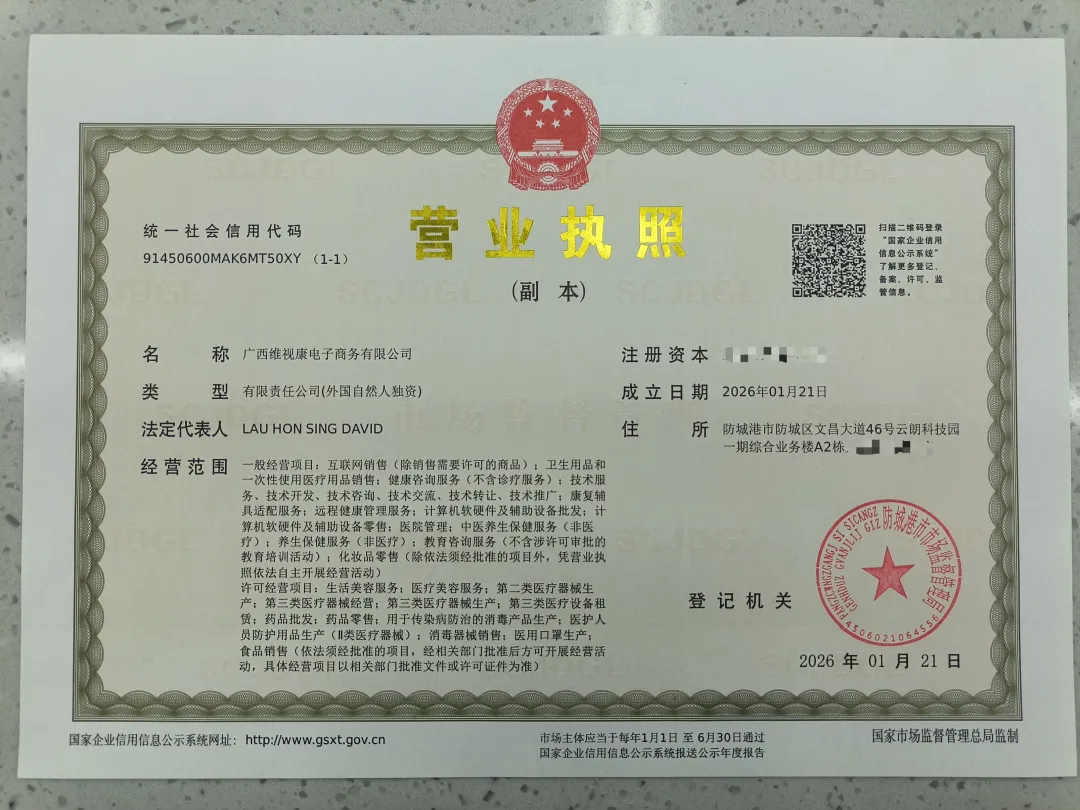 统一社会信用代码
91450600MAK6MT50XY （1-1）
营业执照
(副 本)
扫描二维码登录
“国家企业信用
信息公示系统”
了解更多登记、
备案、许可、监
管信息。
名 称 广西维视康电子商务有限公司
类 型 有限责任公司(外国自然人独资)
法定代表人 LAU HON SING DAVID
经营范围 一般经营项目：互联网销售（除销售需要许可的商品）；卫生用品和
一次性使用医疗用品销售；健康咨询服务（不含诊疗服务）；技术服
务、技术开发、技术咨询、技术交流、技术转让、技术推广；康复辅
具适配服务；远程健康管理服务；计算机软硬件及辅助设备批发；计
算机软硬件及辅助设备零售；医院管理；中医养生保健服务（非医
疗）；养生保健服务（非医疗）；教育咨询服务（不含涉许可审批的
教育培训活动）；化妆品零售（除依法须经批准的项目外，凭营业执
照依法自主开展经营活动）
许可经营项目：生活美容服务；医疗美容服务；第二类医疗器械生
产；第三类医疗器械经营；第三类医疗器械生产；第三类医疗设备租
赁；药品批发；药品零售；用于传染病防治的消毒产品生产；医护人
员防护用品生产（Ⅱ类医疗器械）；消毒器械销售；医用口罩生产；
食品销售（依法须经批准的项目，经相关部门批准后方可开展经营活
动，具体经营项目以相关部门批准文件或许可证件为准）
注册资本
成立日期 2026年01月21日
住 所 防城港市防城区文昌大道46号云朗科技园
一期综合业务楼A2栋
登记机关
防城港市市场监督管理局
4506021064556
2026 年 01 月 21 日
国家企业信用信息公示系统网址：http://www.gsxt.gov.cn
市场主体应当于每年1月1日 至 6月30日通过
国家企业信用信息公示系统报送公示年度报告
国家市场监督管理总局监制